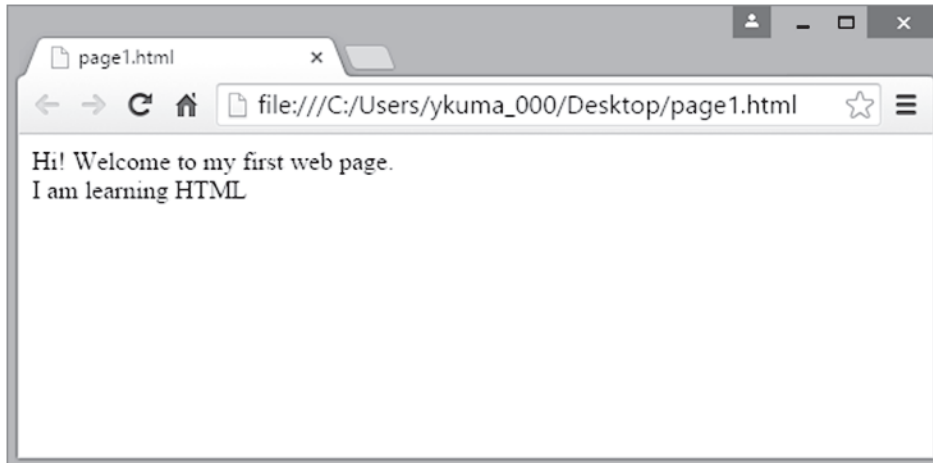 page1.html
file:///C:/Users/ykuma_000/Desktop/page1.html
Hi! Welcome to my first web page.
I am learning HTML